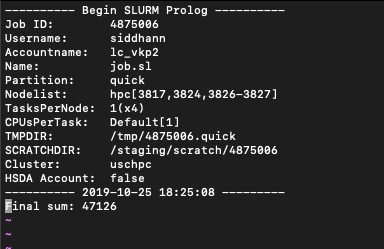 ---------- Begin SLURM Prolog ----------
Job ID:        4875006
Username:      siddhann
Accountname:   lc_vkp2
Name:          job.sl
Partition:     quick
Nodelist:      hpc[3817,3824,3826-3827]
TasksPerNode:  1(x4)
CPUsPerTask:   Default[1]
TMPDIR:        /tmp/4875006.quick
SCRATCHDIR:    /staging/scratch/4875006
Cluster:       uschpc
HSDA Account:  false
---------- 2019-10-25 18:25:08 ---------
Final sum: 47126
~
~
~